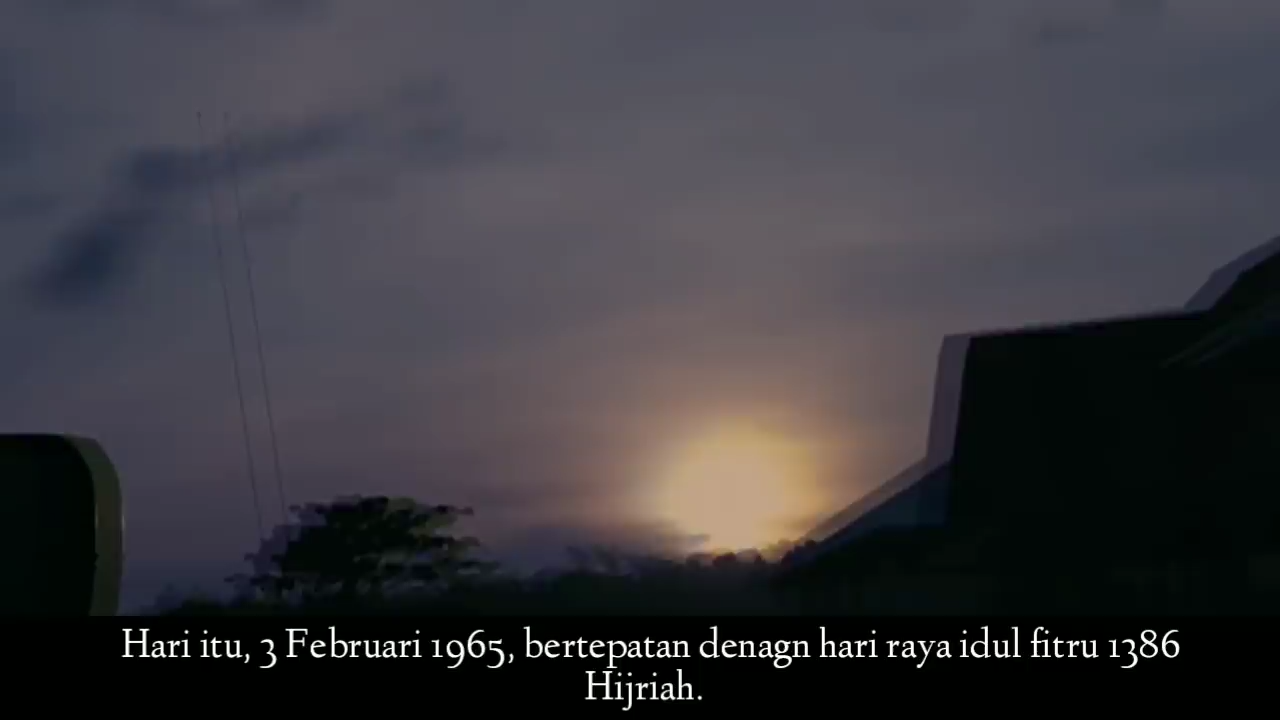 Hari itu, 3 Februari 1965, bertepatan denagn hari raya idul fitru 1386
Hijriah.